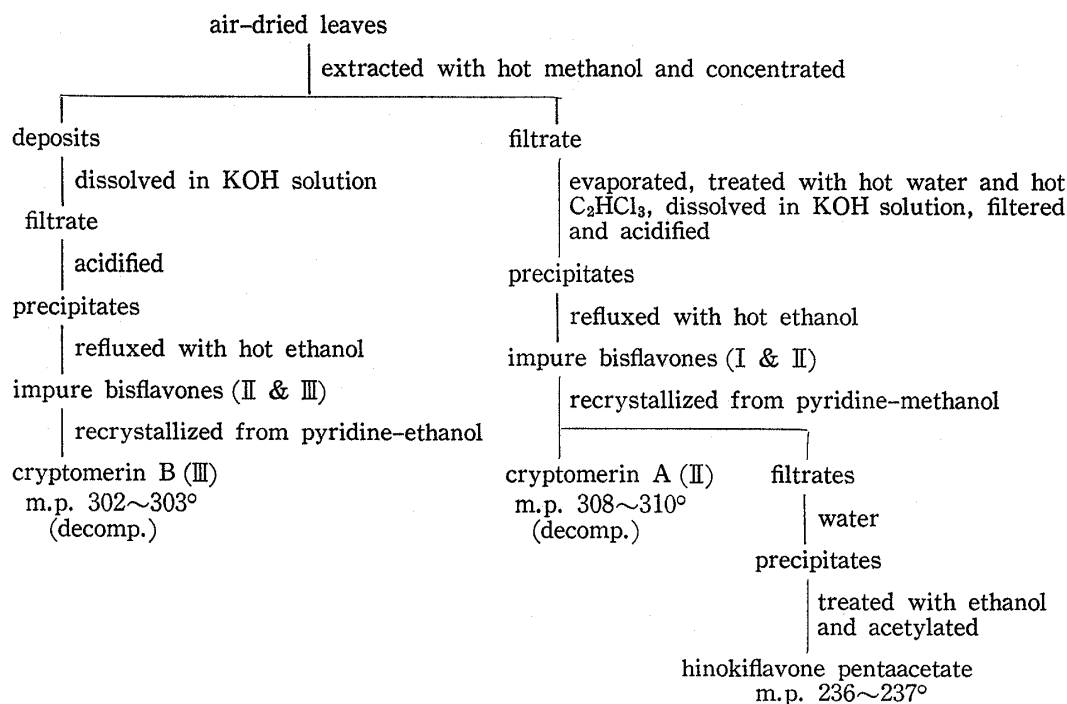 air-dried leaves
extracted with hot methanol and concentrated
deposits
dissolved in KOH solution
filtrate
acidified
precipitates
refluxed with hot ethanol
impure bisflavones (Ⅱ & Ⅲ)
recrystallized from pyridine-ethanol
cryptomerin B (Ⅲ)
m.p. 302~303°
(decomp.)
filtrate
evaporated, treated with hot water and hot
C₂HCl₃, dissolved in KOH solution, filtered
and acidified
precipitates
refluxed with hot ethanol
impure bisflavones (Ⅰ & Ⅱ)
recrystallized from pyridine-methanol
cryptomerin A (Ⅱ)
m.p. 308~310°
(decomp.)
filtrates
water
precipitates
treated with ethanol
and acetylated
hinokiflavone pentaacetate
m.p. 236~237°